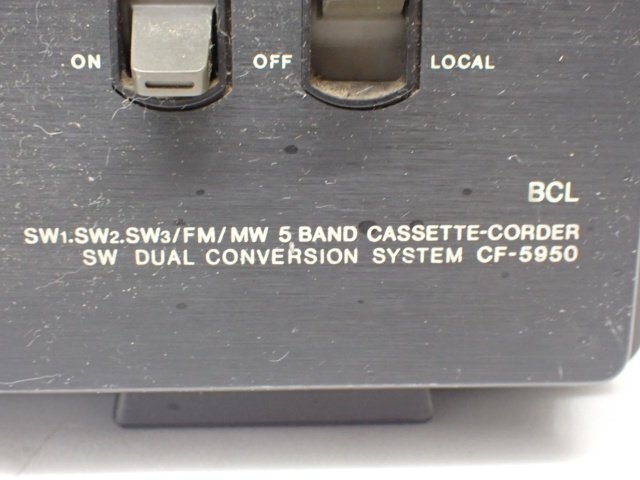 ON OFF LOCAL
BCL
SW1.SW2.SW3/FM/MW 5 BAND CASSETTE-CORDER
SW DUAL CONVERSION SYSTEM CF-5950